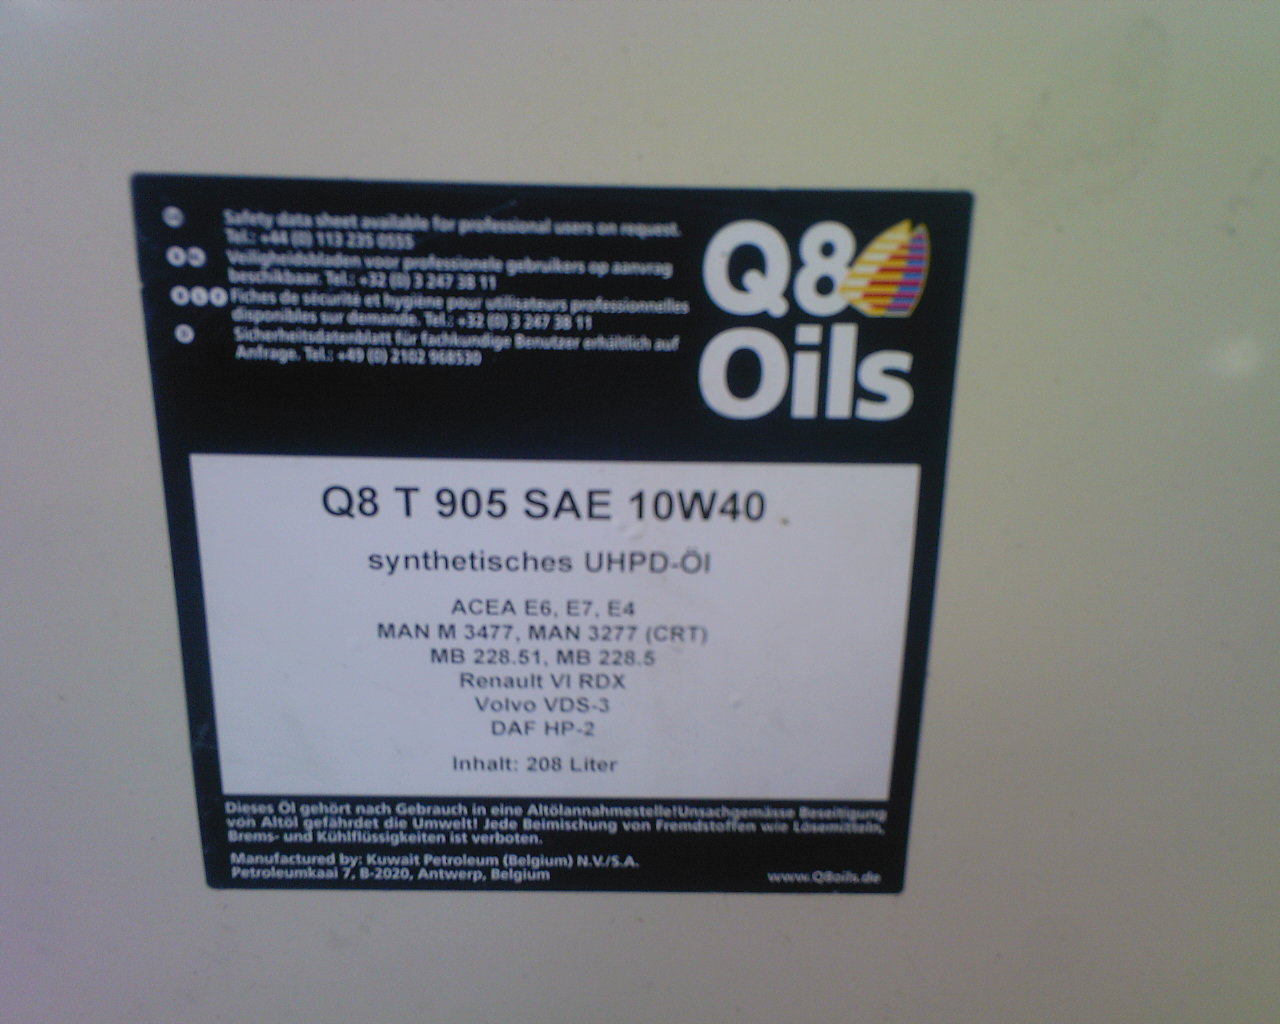 Safety data sheet available for professional users on request.
Tel.: +44 (0) 113 235 0555
Veiligheidsbladen voor professionele gebruikers op aanvraag
beschikbaar. Tel.: +32 (0) 3 247 38 11
Fiches de sécurité et hygiène pour utilisateurs professionnelles
disponibles sur demande. Tel.: +32 (0) 3 247 38 11
Sicherheitsdatenblatt für fachkundige Benutzer erhältlich auf
Anfrage. Tel.: +49 (0) 2102 968530
Q8
Oils
Q8 T 905 SAE 10W40
synthetisches UHPD-Öl
ACEA E6, E7, E4
MAN M 3477, MAN 3277 (CRT)
MB 228.51, MB 228.5
Renault VI RDX
Volvo VDS-3
DAF HP-2
Inhalt: 208 Liter
Dieses Öl gehört nach Gebrauch in eine Altölannahmestelle!Unsachgemässe Beseitigung
von Altöl gefährdet die Umwelt! Jede Beimischung von Fremdstoffen wie Lösemitteln,
Brems- und Kühlflüssigkeiten ist verboten.
Manufactured by: Kuwait Petroleum (Belgium) N.V./S.A.
Petroleumkaai 7, B-2020, Antwerp, Belgium
www.Q8oils.de